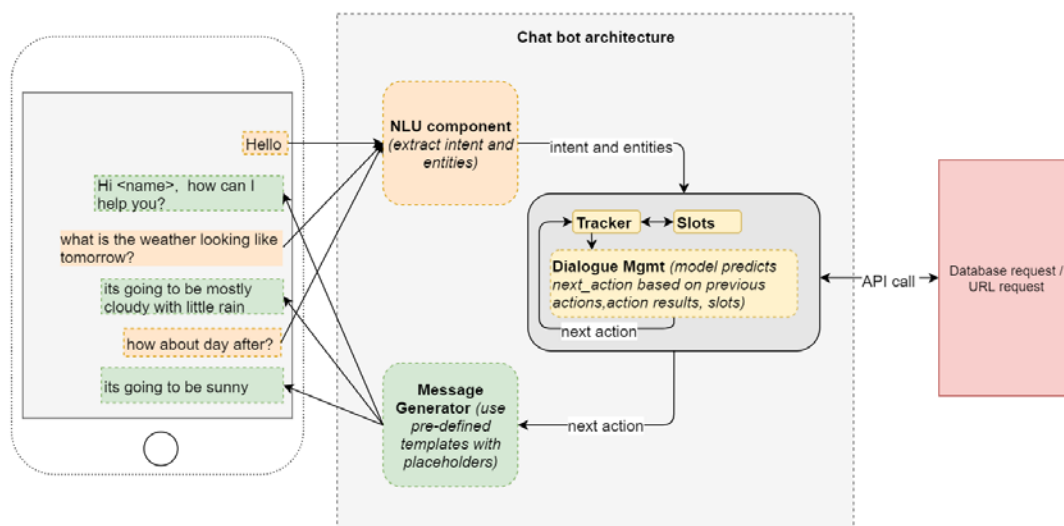 Chat bot architecture
Hello
Hi <name>,  how can I
help you?
what is the weather looking like
tomorrow?
its going to be mostly
cloudy with little rain
how about day after?
its going to be sunny
NLU component
(extract intent and
entities)
intent and entities
Tracker
Slots
Dialogue Mgmt (model predicts
next_action based on previous
actions,action results, slots)
next action
API call
Database request /
URL request
Message
Generator (use
pre-defined
templates with
placeholders)
next action